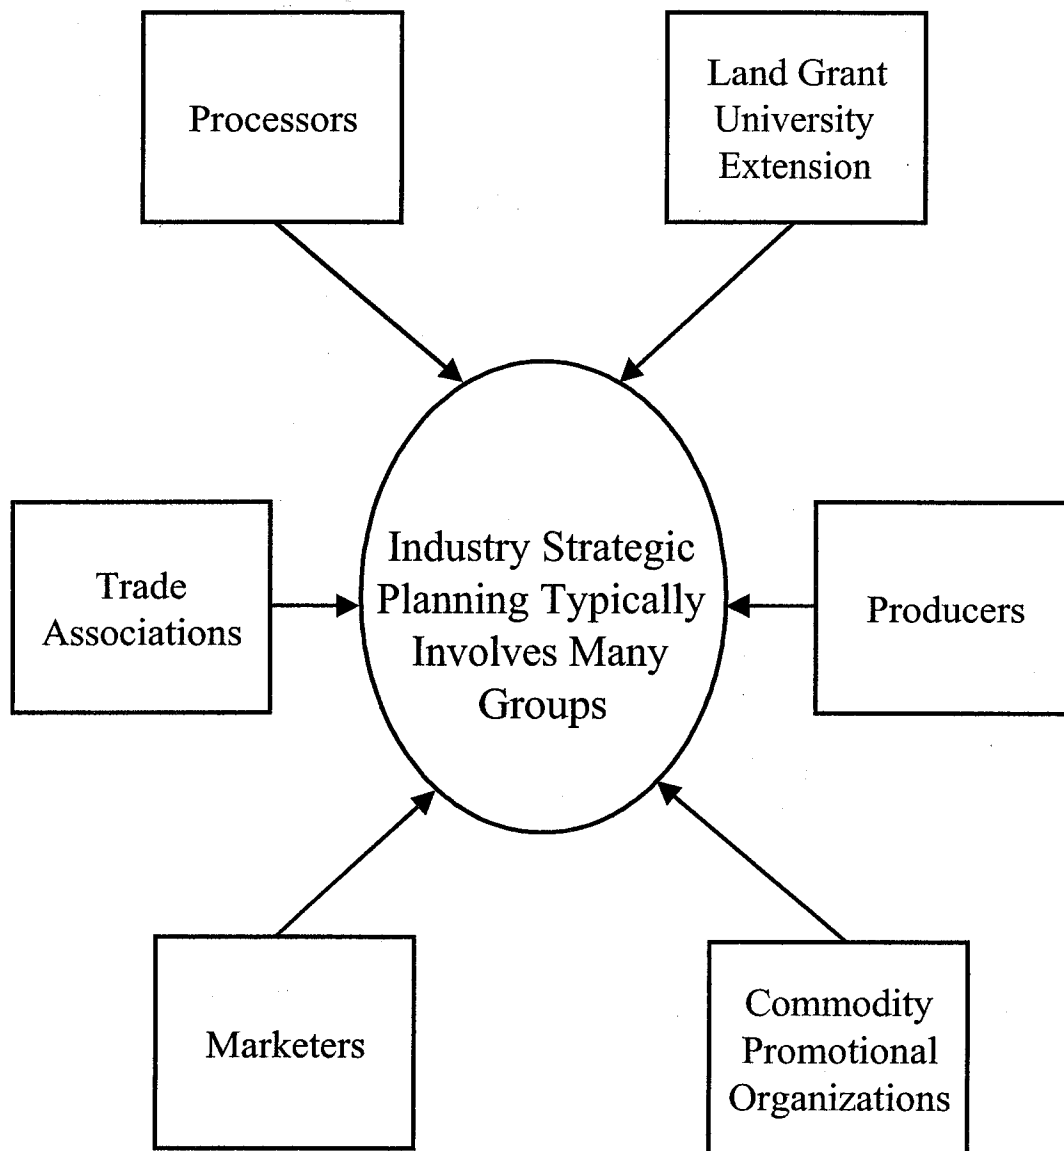 Processors
Land Grant
University
Extension
Industry Strategic
Planning Typically
Involves Many
Groups
Trade
Associations
Producers
Marketers
Commodity
Promotional
Organizations